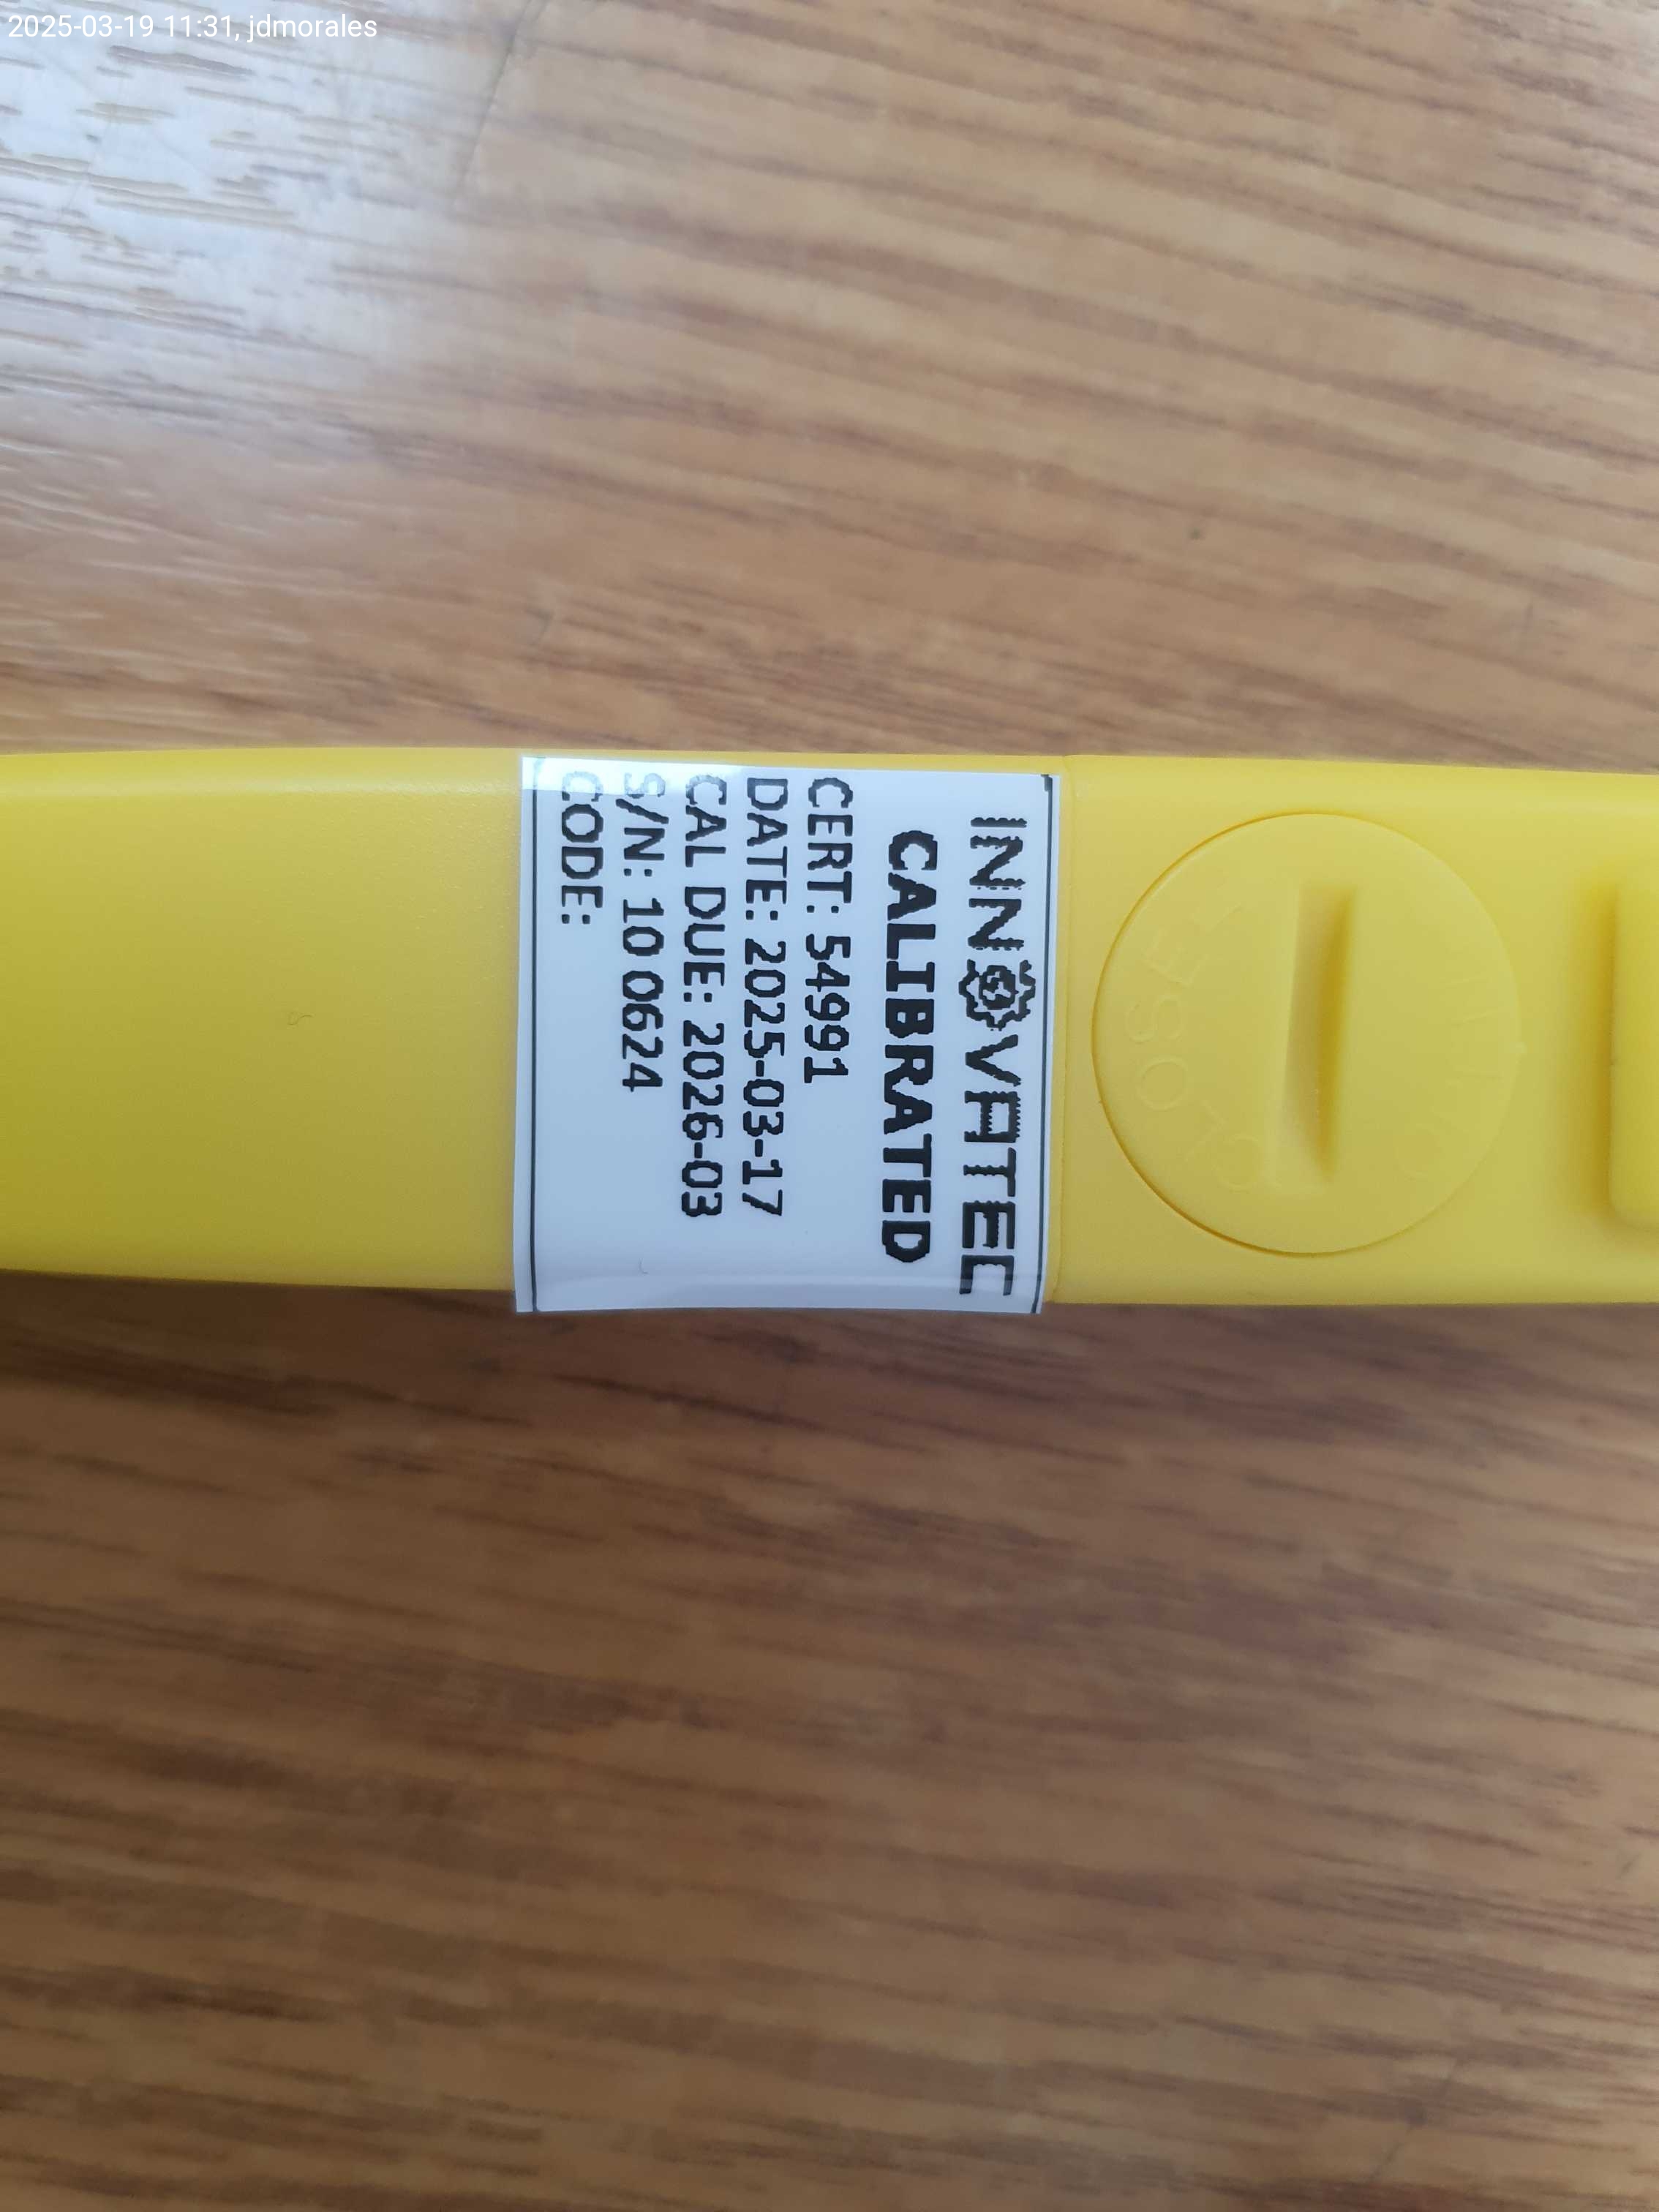 2025-03-19 11:31, jdmorales
INNOVATEC
CALIBRATED
CERT: 54991
DATE: 2025-03-17
CAL DUE: 2026-03
S/N: 10 0624
CODE:
CLOSE